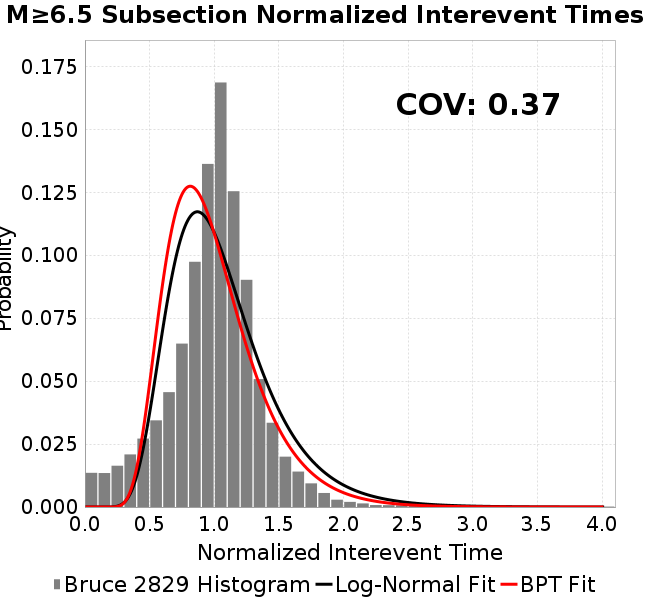 M≥6.5 Subsection Normalized Interevent Times
COV: 0.37
Probability
0.175
0.150
0.125
0.100
0.075
0.050
0.025
0.000
0.0 0.5 1.0 1.5 2.0 2.5 3.0 3.5 4.0
Normalized Interevent Time
Bruce 2829 Histogram Log-Normal Fit BPT Fit